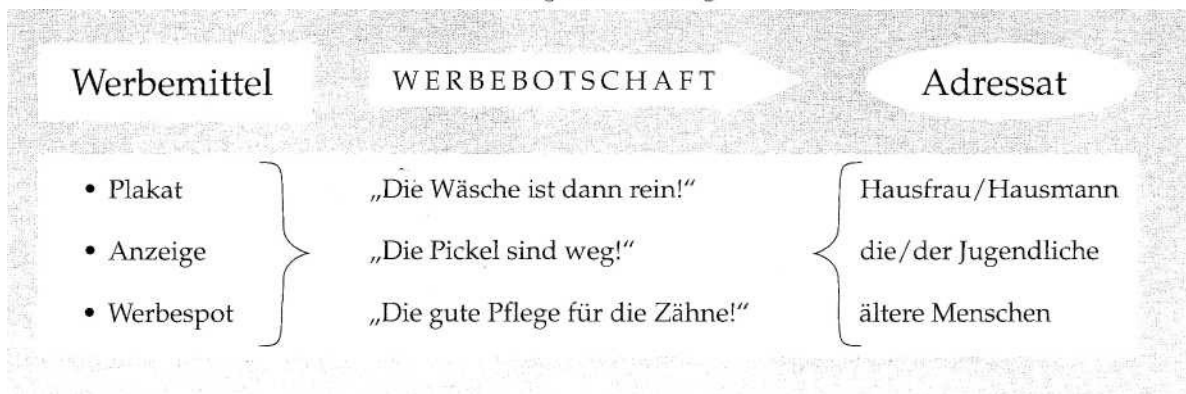 Werbemittel WERBEBOTSCHAFT Adressat
• Plakat „Die Wäsche ist dann rein!“ Hausfrau/Hausmann
• Anzeige „Die Pickel sind weg!“ die/der Jugendliche
• Werbespot „Die gute Pflege für die Zähne!“ ältere Menschen